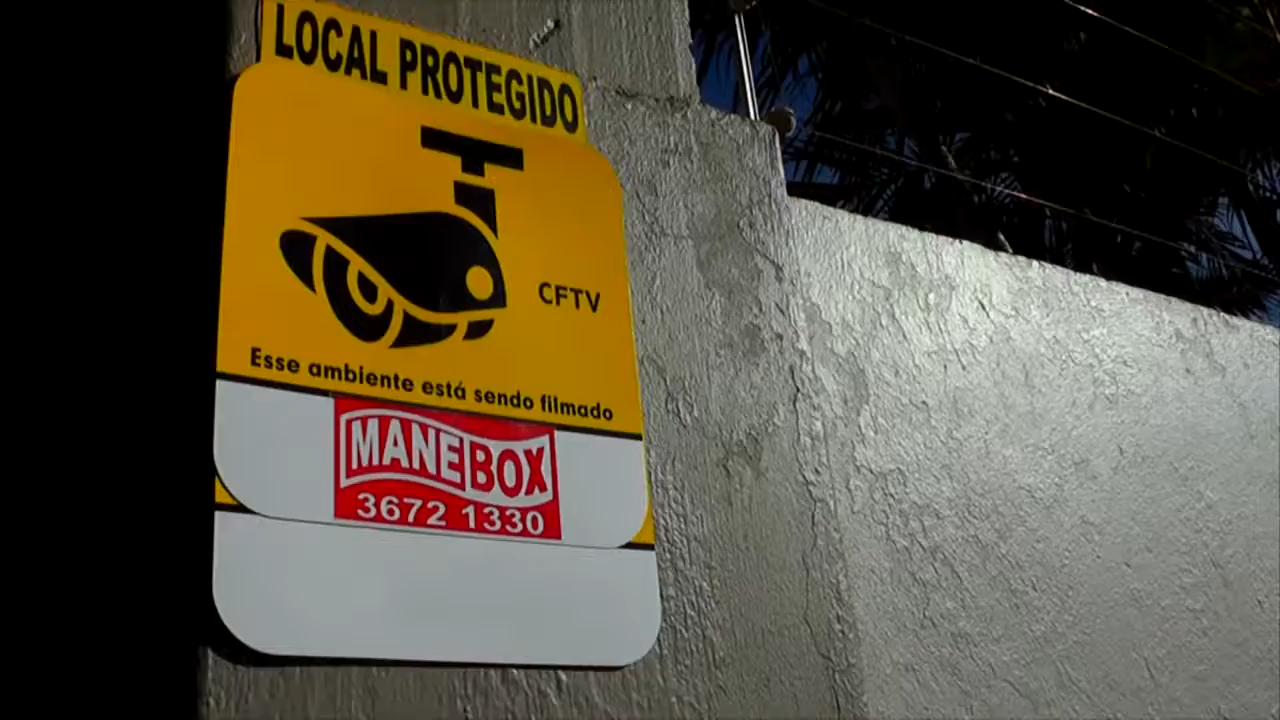 LOCAL PROTEGIDO
CFTV
Esse ambiente está sendo filmado
MANEBOX
3672 1330